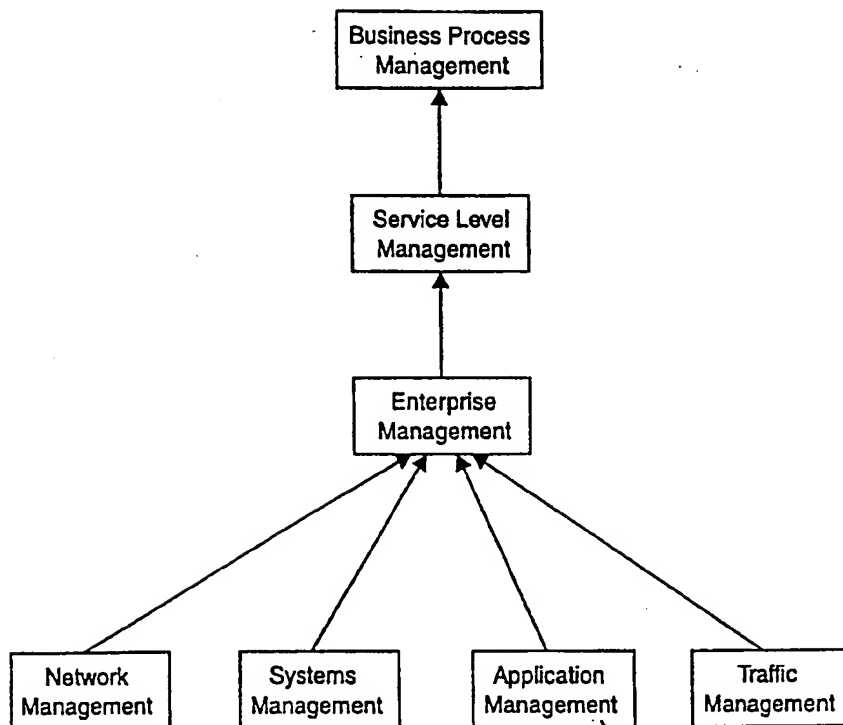 Business Process
Management
Service Level
Management
Enterprise
Management
Network
Management
Systems
Management
Application
Management
Traffic
Management